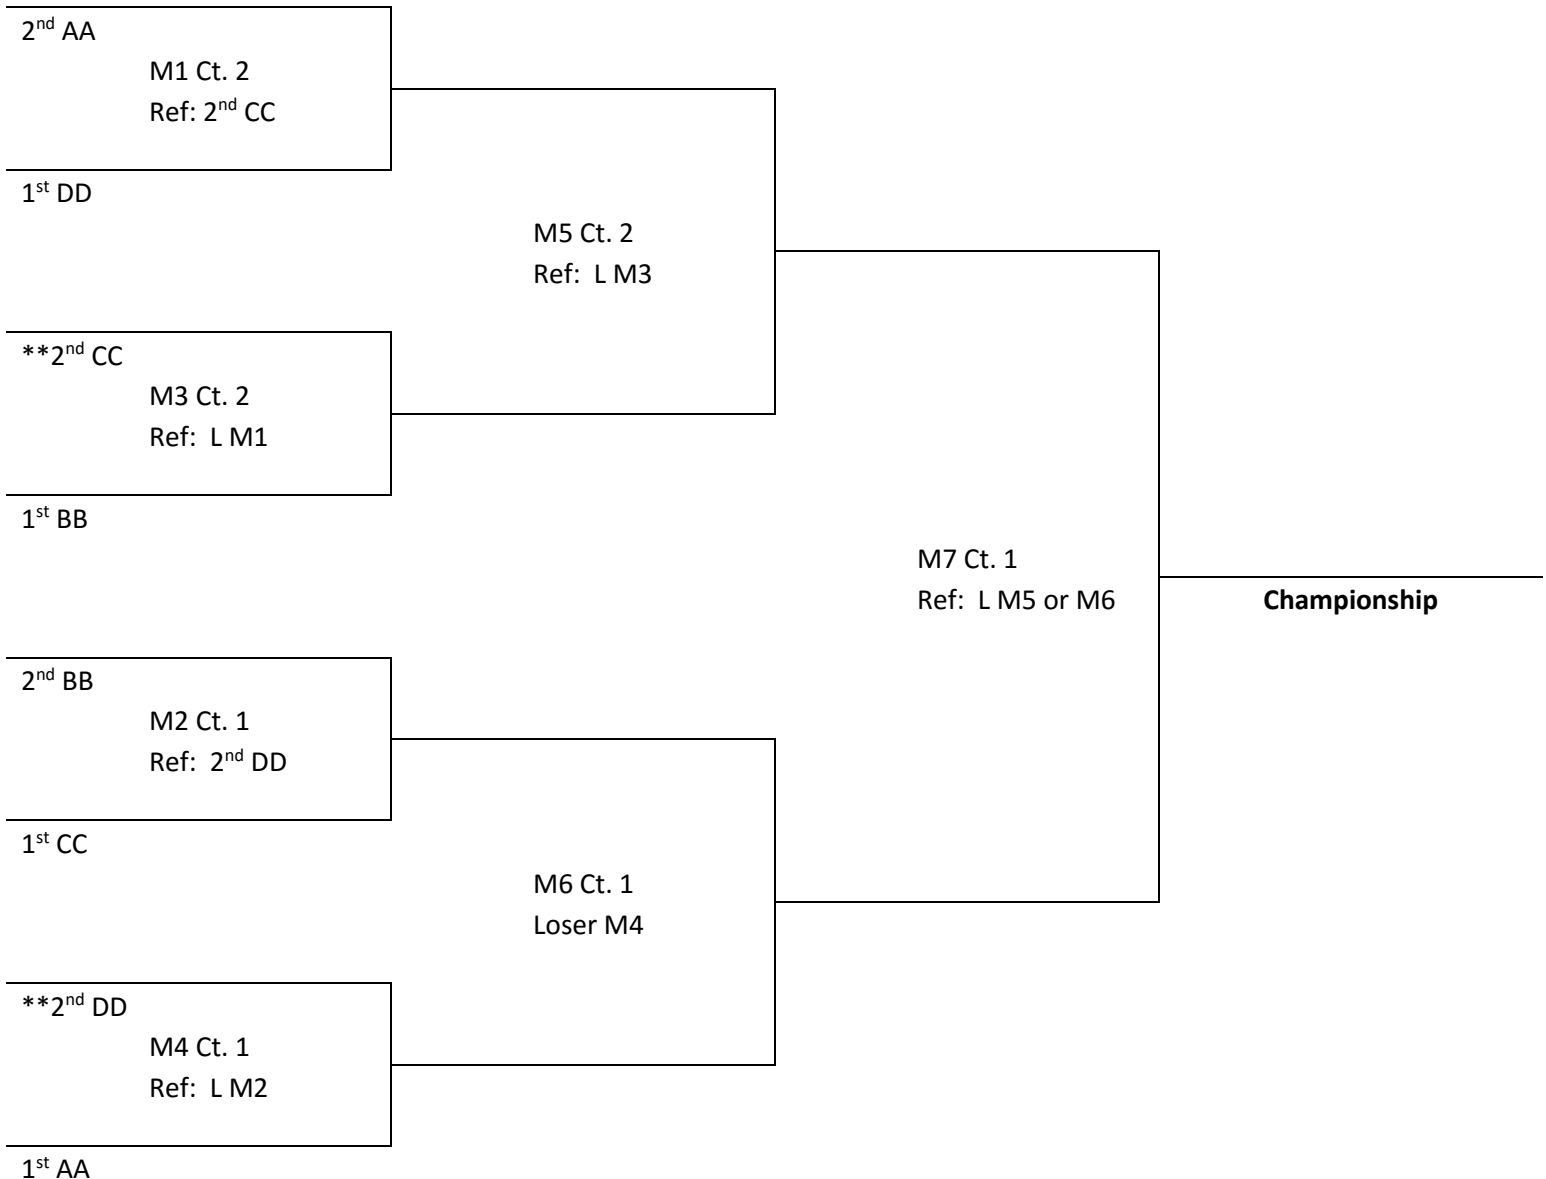 2nd AA
M1 Ct. 2
Ref: 2nd CC
1st DD
M5 Ct. 2
Ref:  L M3
**2nd CC
M3 Ct. 2
Ref:  L M1
1st BB
M7 Ct. 1
Ref:  L M5 or M6
Championship
2nd BB
M2 Ct. 1
Ref:  2nd DD
1st CC
M6 Ct. 1
Loser M4
**2nd DD
M4 Ct. 1
Ref:  L M2
1st AA